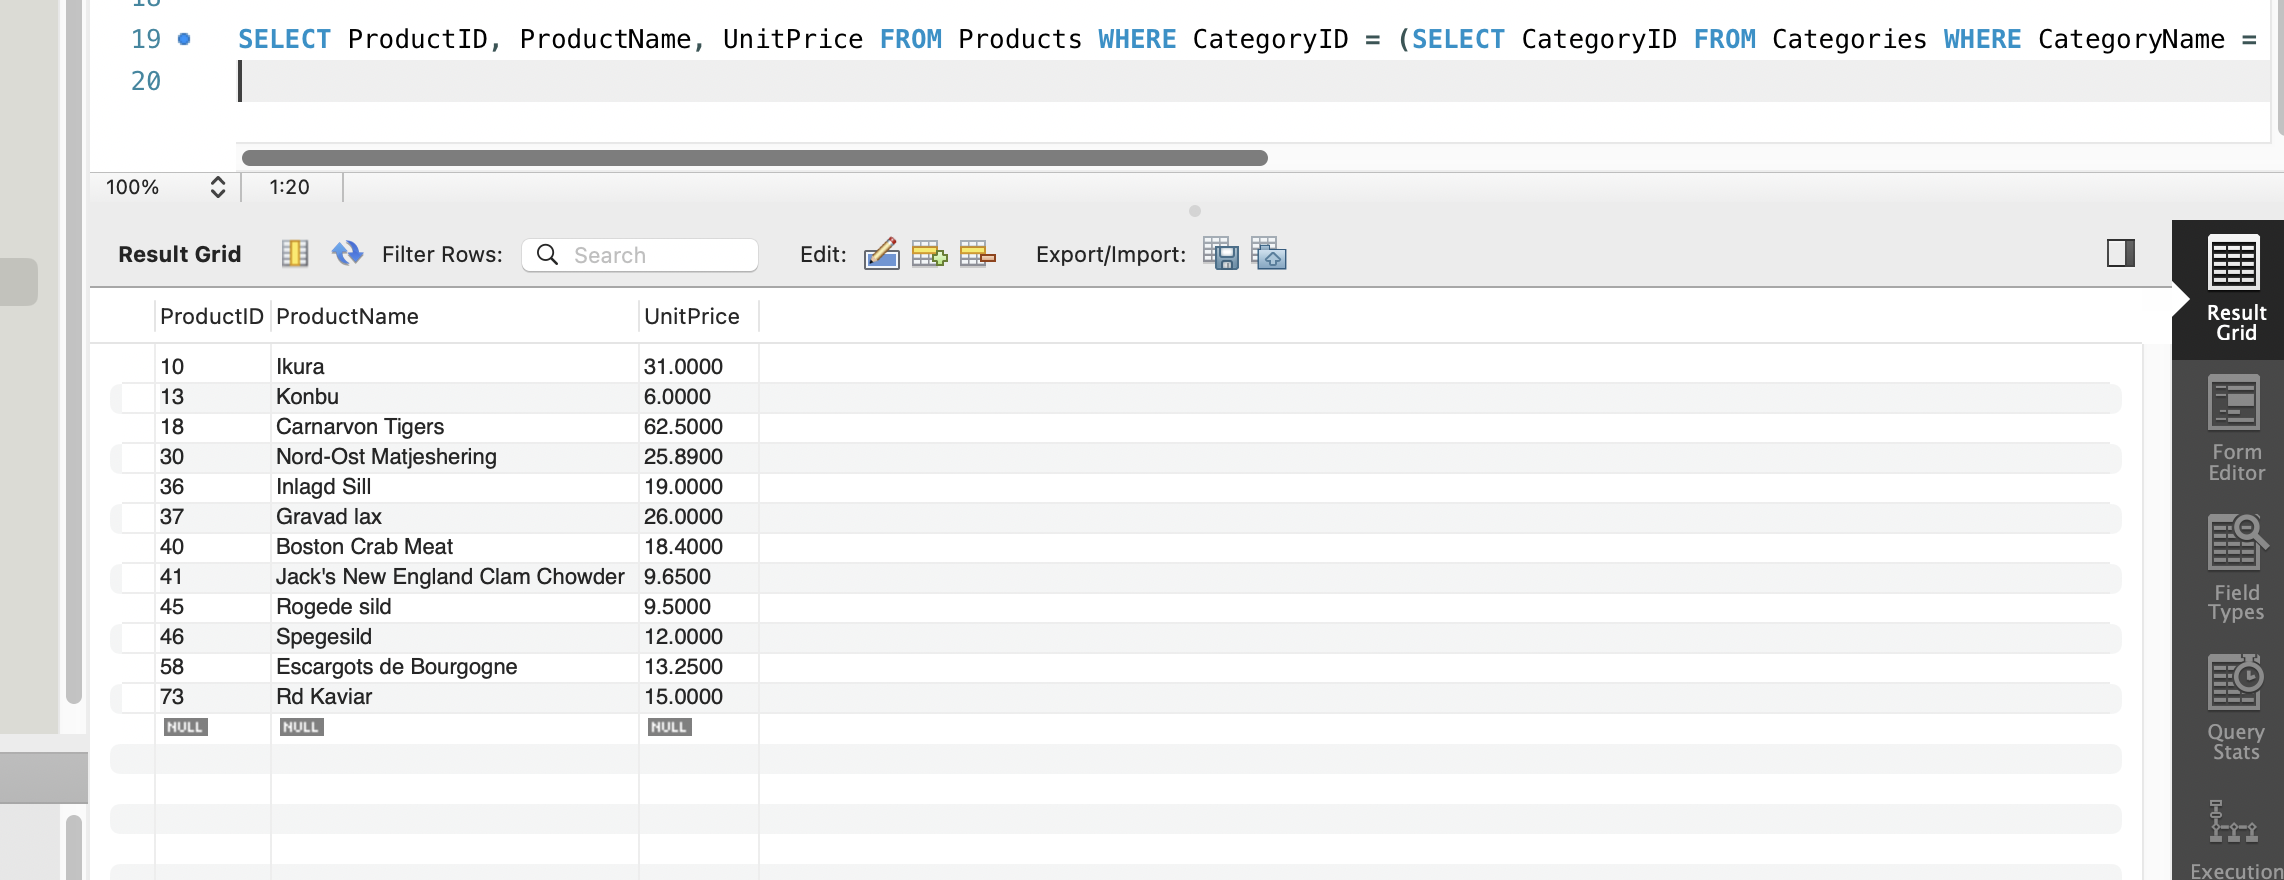 19 SELECT ProductID, ProductName, UnitPrice FROM Products WHERE CategoryID = (SELECT CategoryID FROM Categories WHERE CategoryName =
20
100% 1:20
Result Grid Filter Rows: Search Edit: Export/Import:
ProductID ProductName UnitPrice
10 Ikura 31.0000
13 Konbu 6.0000
18 Carnarvon Tigers 62.5000
30 Nord-Ost Matjeshering 25.8900
36 Inlagd Sill 19.0000
37 Gravad lax 26.0000
40 Boston Crab Meat 18.4000
41 Jack's New England Clam Chowder 9.6500
45 Rogede sild 9.5000
46 Spegesild 12.0000
58 Escargots de Bourgogne 13.2500
73 Rd Kaviar 15.0000
NULL NULL NULL
Result
Grid
Form
Editor
Field
Types
Query
Stats
Execution